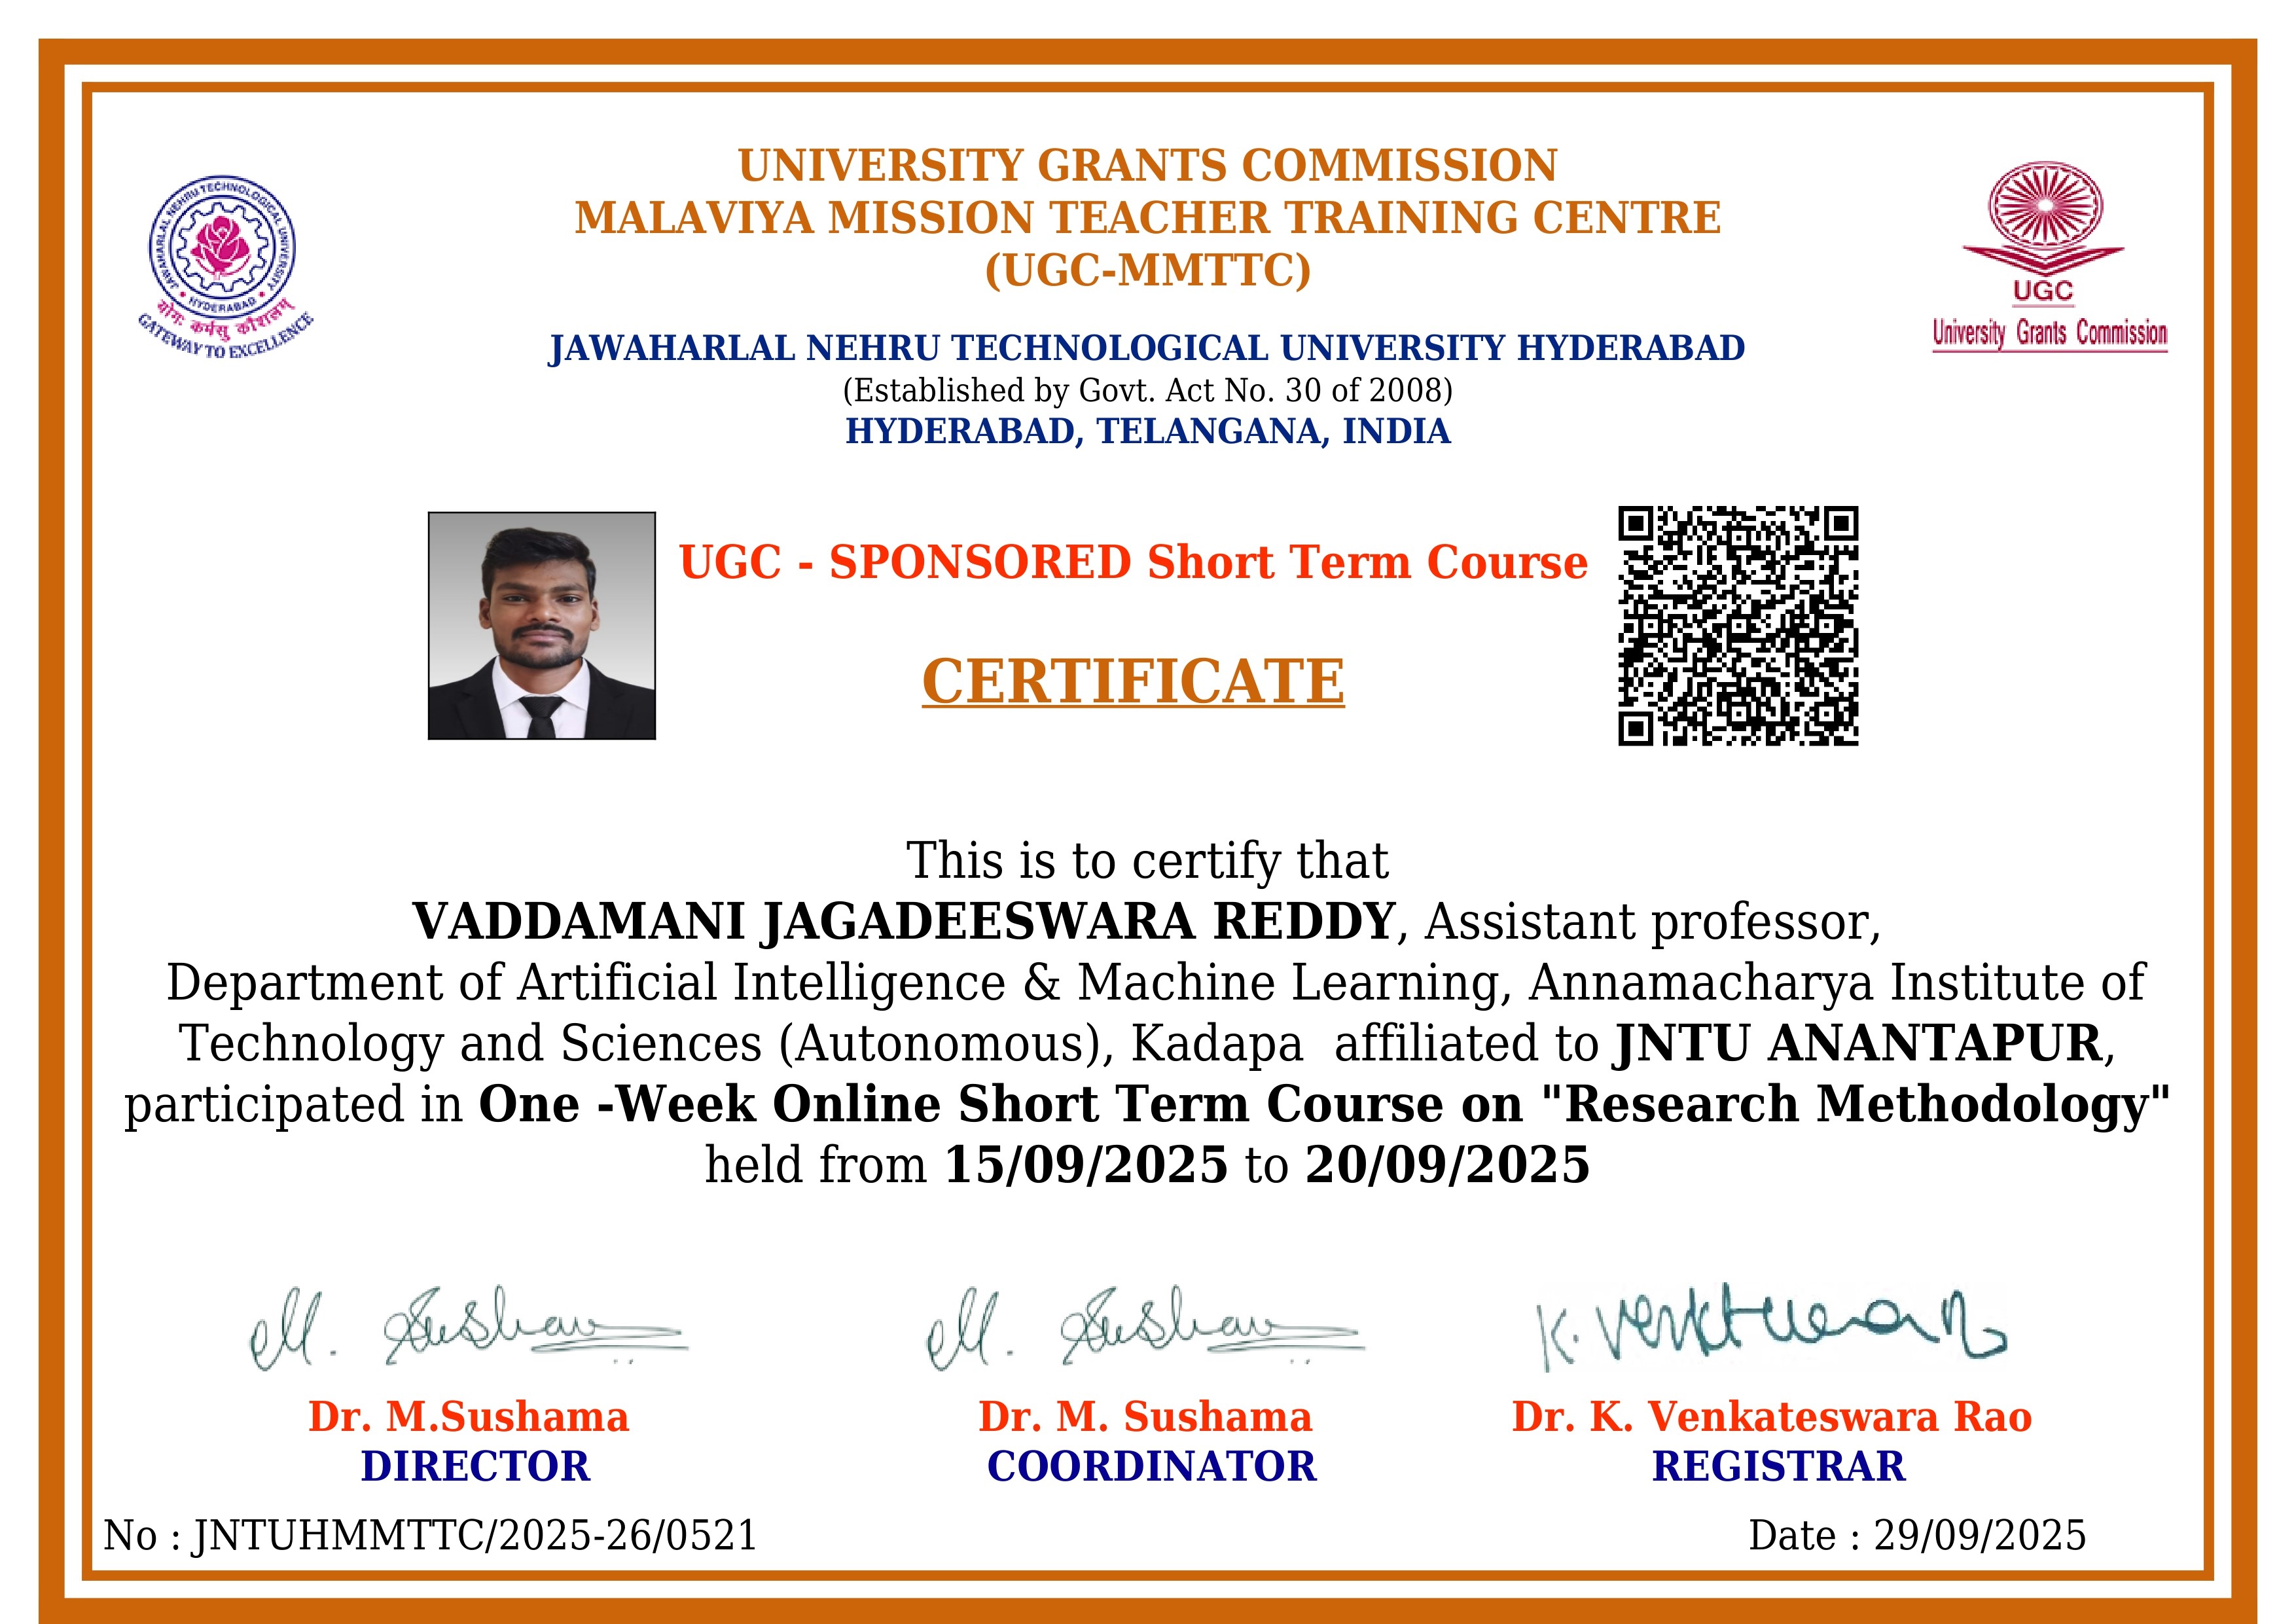 UNIVERSITY GRANTS COMMISSION
MALAVIYA MISSION TEACHER TRAINING CENTRE
(UGC-MMTTC)
JAWAHARLAL NEHRU TECHNOLOGICAL UNIVERSITY
HYDERABAD
योगः कर्मसु कौशलम्
GATEWAY TO EXCELLENCE
UGC
University Grants Commission
JAWAHARLAL NEHRU TECHNOLOGICAL UNIVERSITY HYDERABAD
(Established by Govt. Act No. 30 of 2008)
HYDERABAD, TELANGANA, INDIA
UGC - SPONSORED Short Term Course
CERTIFICATE
This is to certify that
VADDAMANI JAGADEESWARA REDDY, Assistant professor,
Department of Artificial Intelligence & Machine Learning, Annamacharya Institute of
Technology and Sciences (Autonomous), Kadapa  affiliated to JNTU ANANTAPUR,
participated in One -Week Online Short Term Course on "Research Methodology"
held from 15/09/2025 to 20/09/2025
Dr. M.Sushama
DIRECTOR
Dr. M. Sushama
COORDINATOR
Dr. K. Venkateswara Rao
REGISTRAR
No : JNTUHMMTTC/2025-26/0521
Date : 29/09/2025